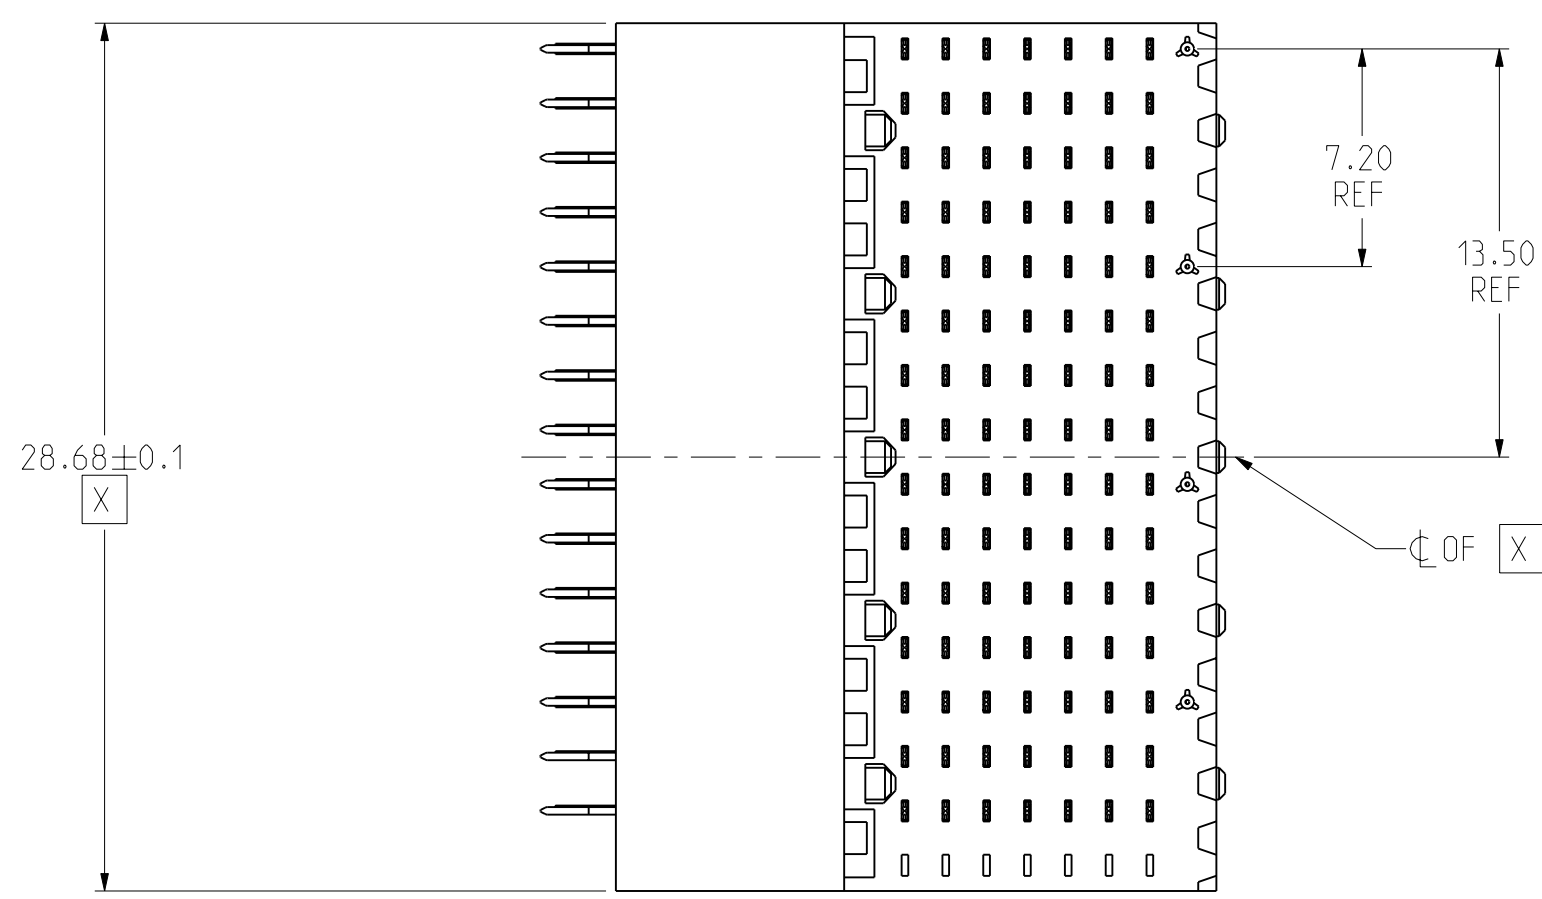 7.20
REF
13.50
REF
28.68±0.1
X
℄ OF X